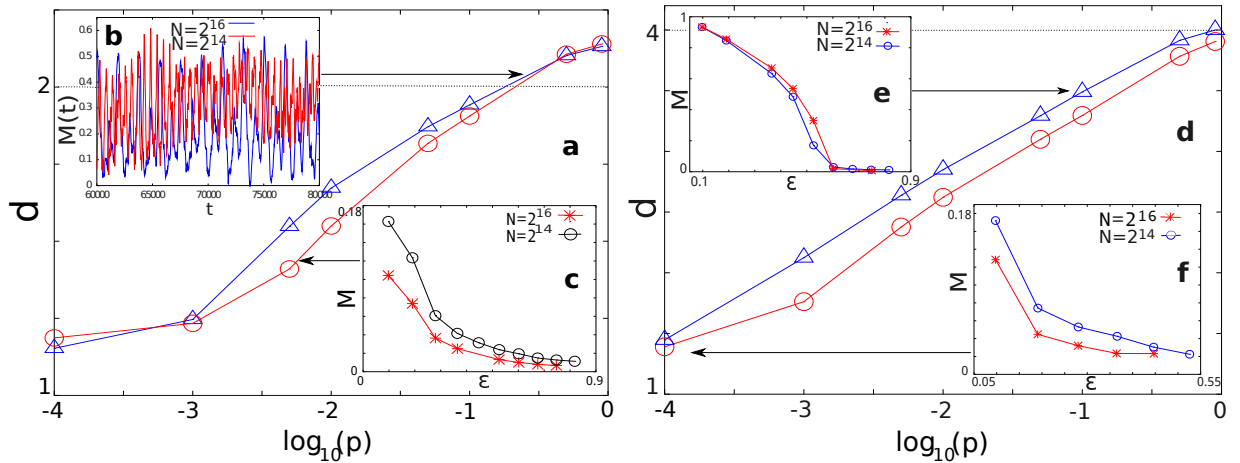 b
N=2^16
N=2^14
0.6
0.5
0.4
0.3
0.2
0.1
0
M(t)
60000
65000
70000
75000
80000
t
2
a
d
0.18
N=2^16
N=2^14
c
M
0
ε
0.9
1
-4
-3
-2
-1
0
log10(p)
4
1
M
N=2^16
N=2^14
e
0
0.1
ε
0.9
d
d
0.18
N=2^16
N=2^14
M
f
0
0.05
ε
0.55
1
-4
-3
-2
-1
0
log10(p)